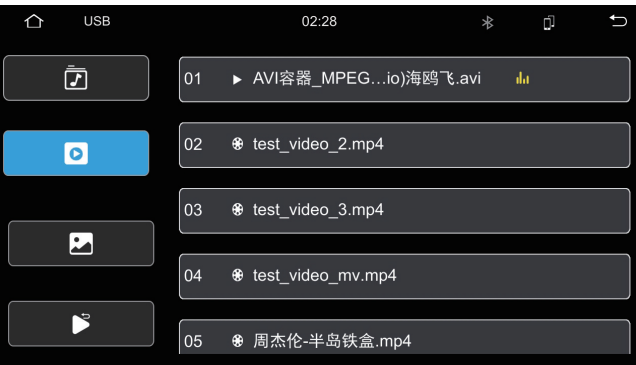 USB 02:28
01 AVI容器_MPEG...io)海鸥飞.avi
02 test_video_2.mp4
03 test_video_3.mp4
04 test_video_mv.mp4
05 周杰伦-半岛铁盒.mp4